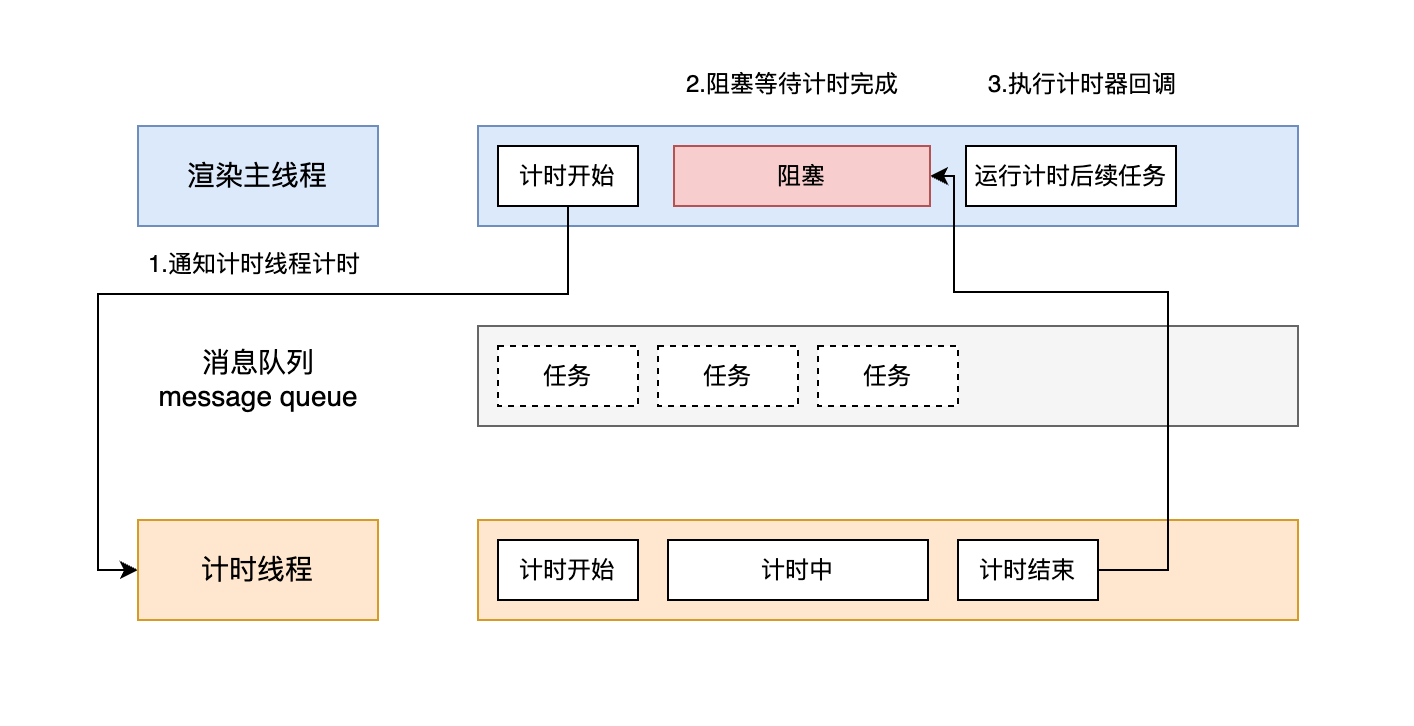 2.阻塞等待计时完成
3.执行计时器回调
渲染主线程
计时开始
阻塞
运行计时后续任务
1.通知计时线程计时
消息队列
message queue
任务
任务
任务
计时线程
计时开始
计时中
计时结束